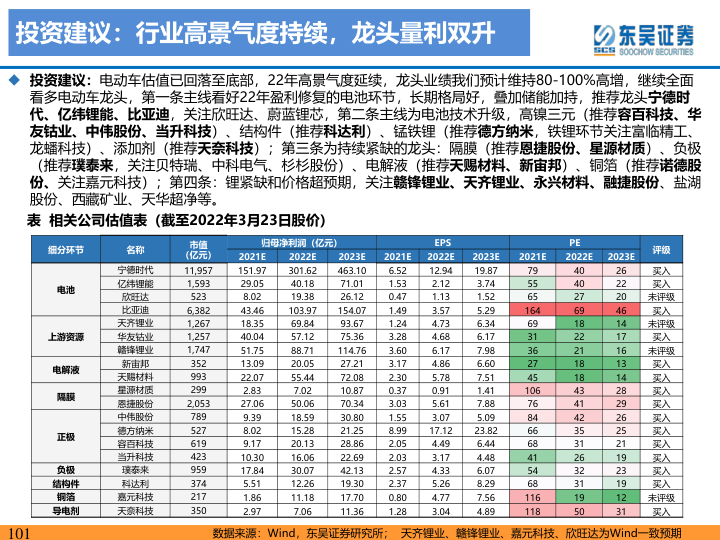 投资建议：行业高景气度持续，龙头量利双升
东吴证券
SCS SOOCHOW SECURITIES
◆ 投资建议：电动车估值已回落至底部，22年高景气度延续，龙头业绩我们预计维持80-100%高增，继续全面
看多电动车龙头，第一条主线看好22年盈利修复的电池环节，长期格局好，叠加储能加持，推荐龙头宁德时
代、亿纬锂能、比亚迪，关注欣旺达、蔚蓝锂芯，第二条主线为电池技术升级，高镍三元（推荐容百科技、华
友钴业、中伟股份、当升科技）、结构件（推荐科达利）、锰铁锂（推荐德方纳米，铁锂环节关注富临精工、
龙蟠科技）、添加剂（推荐天奈科技）；第三条为持续紧缺的龙头：隔膜（推荐恩捷股份、星源材质）、负极
（推荐璞泰来，关注贝特瑞、中科电气、杉杉股份）、电解液（推荐天赐材料、新宙邦）、铜箔（推荐诺德股
份、关注嘉元科技）；第四条：锂紧缺和价格超预期，关注赣锋锂业、天齐锂业、永兴材料、融捷股份、盐湖
股份、西藏矿业、天华超净等。
表 相关公司估值表（截至2022年3月23日股价）
细分环节 名称 市值（亿元） 归母净利润（亿元） EPS PE 评级
2021E 2022E 2023E 2021E 2022E 2023E 2021E 2022E 2023E
电池 宁德时代 11,957 151.97 301.62 463.10 6.52 12.94 19.87 79 40 26 买入
亿纬锂能 1,593 29.05 40.18 71.01 1.53 2.12 3.74 55 40 22 买入
欣旺达 523 8.02 19.38 26.12 0.47 1.13 1.52 65 27 20 未评级
比亚迪 6,382 43.46 103.97 154.07 1.49 3.57 5.29 164 69 46 买入
上游资源 天齐锂业 1,267 18.35 69.84 93.67 1.24 4.73 6.34 69 18 14 未评级
华友钴业 1,257 40.04 57.12 75.36 3.28 4.68 6.17 31 22 17 买入
赣锋锂业 1,747 51.75 88.71 114.76 3.60 6.17 7.98 36 21 16 未评级
电解液 新宙邦 352 13.09 20.05 27.21 3.17 4.86 6.60 27 18 13 买入
天赐材料 993 22.07 55.44 72.08 2.30 5.78 7.51 45 18 14 买入
隔膜 星源材质 299 2.83 7.02 10.87 0.37 0.91 1.41 106 43 28 买入
恩捷股份 2,053 27.06 50.06 70.34 3.03 5.61 7.88 76 41 29 买入
正极 中伟股份 789 9.39 18.59 30.80 1.55 3.07 5.09 84 42 26 买入
德方纳米 527 8.02 15.28 21.25 8.99 17.12 23.82 66 35 25 买入
容百科技 619 9.17 20.13 28.86 2.05 4.49 6.44 68 31 21 买入
当升科技 423 10.30 16.06 22.69 2.03 3.17 4.48 41 26 19 买入
负极 璞泰来 959 17.84 30.07 42.13 2.57 4.33 6.07 54 32 23 买入
结构件 科达利 374 5.51 12.26 19.30 2.37 5.26 8.29 68 31 19 买入
铜箔 嘉元科技 217 1.86 11.18 17.70 0.80 4.77 7.56 116 19 12 未评级
导电剂 天奈科技 350 2.97 7.06 11.36 1.28 3.04 4.89 118 50 31 买入
101
数据来源：Wind，东吴证券研究所； 天齐锂业、赣锋锂业、嘉元科技、欣旺达为Wind一致预期